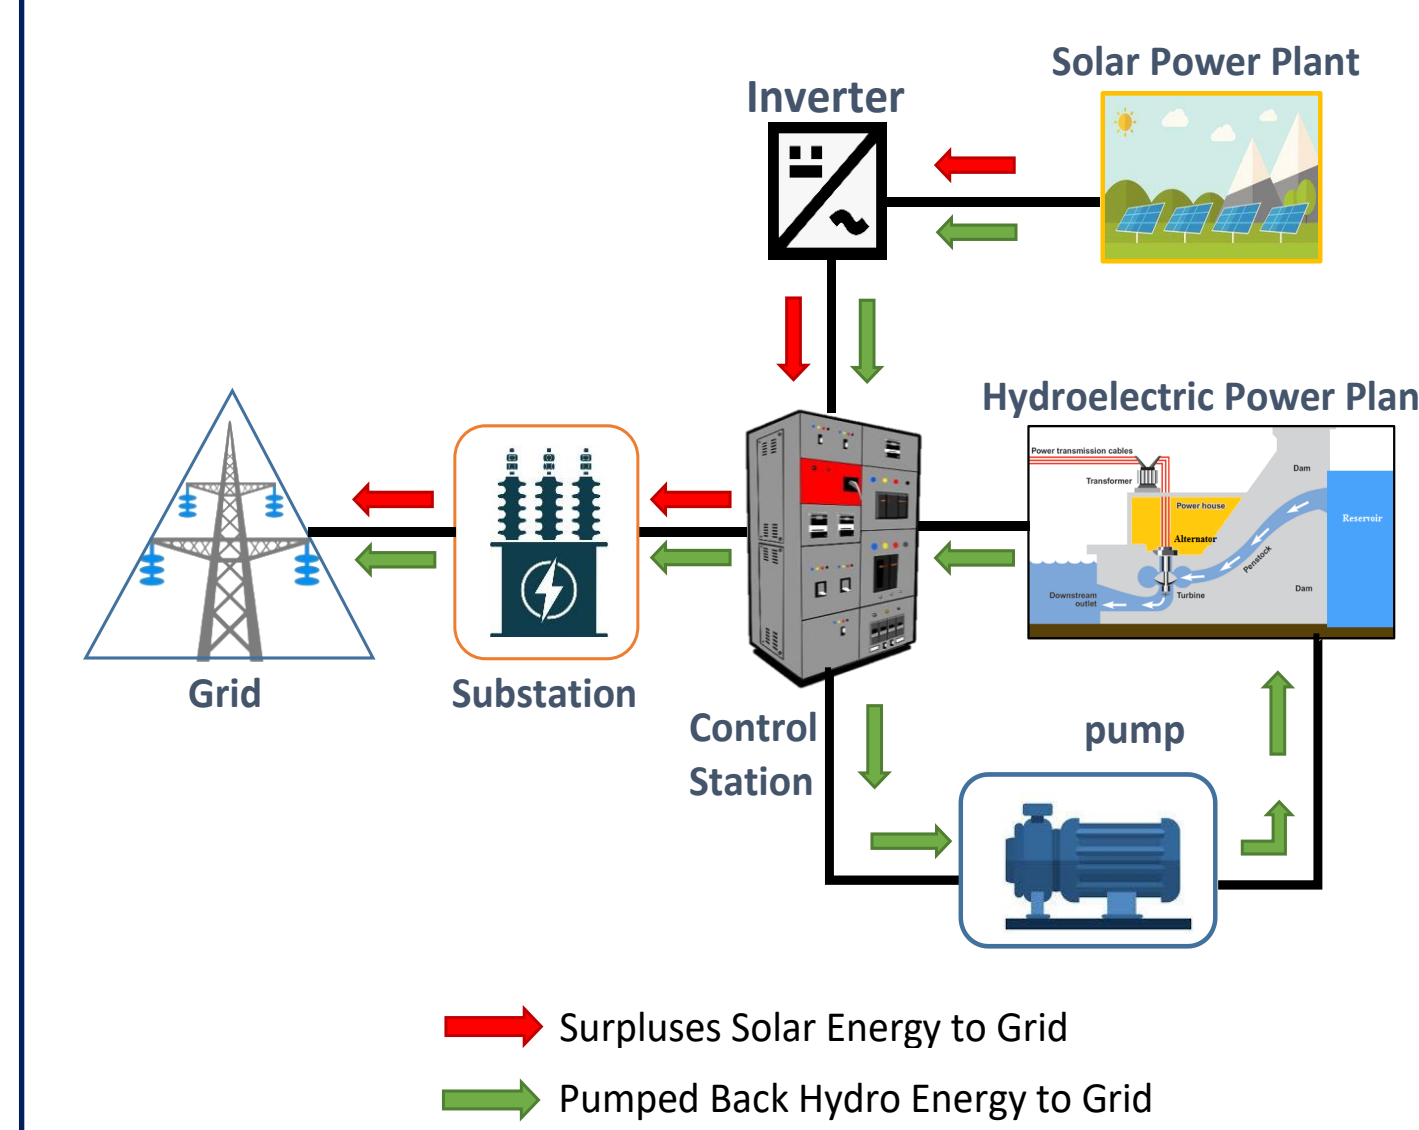 Solar Power Plant
Inverter
Hydroelectric Power Plan
Power transmission cables
Transformer
Dam
Power house
Reservoir
Alternator
Penstock
Downstream
outlet
Turbine
Dam
Grid
Substation
Control
Station
pump
Surpluses Solar Energy to Grid
Pumped Back Hydro Energy to Grid